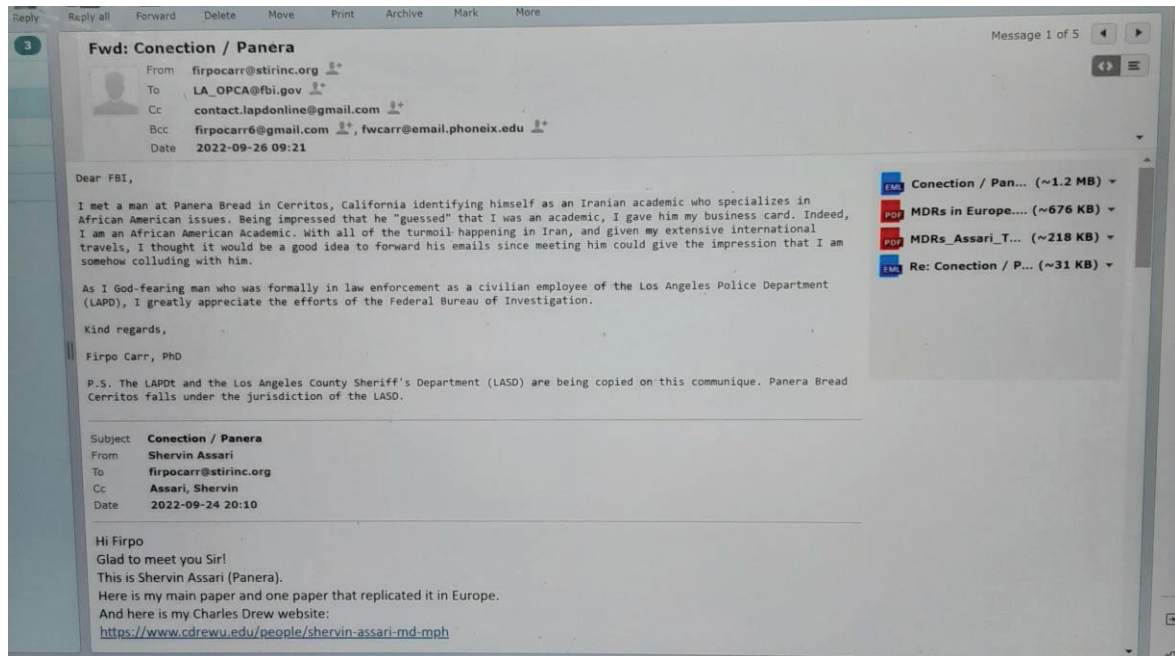 Reply Reply all Forward Delete Move Print Archive Mark More
3
Fwd: Conection / Panera
Message 1 of 5
From firpocarr@stirinc.org
To LA_OPCA@fbi.gov
Cc contact.lapdonline@gmail.com
Bcc firpocarr6@gmail.com , fwcarr@email.phoneix.edu
Date 2022-09-26 09:21
Dear FBI,
I met a man at Panera Bread in Cerritos, California identifying himself as an Iranian academic who specializes in
African American issues. Being impressed that he "guessed" that I was an academic, I gave him my business card. Indeed,
I am an African American Academic. With all of the turmoil happening in Iran, and given my extensive international
travels, I thought it would be a good idea to forward his emails since meeting him could give the impression that I am
somehow colluding with him.
As I God-fearing man who was formally in law enforcement as a civilian employee of the Los Angeles Police Department
(LAPD), I greatly appreciate the efforts of the Federal Bureau of Investigation.
Kind regards,
Firpo Carr, PhD
P.S. The LAPDt and the Los Angeles County Sheriff's Department (LASD) are being copied on this communique. Panera Bread
Cerritos falls under the jurisdiction of the LASD.
EML Conection / Pan... (~1.2 MB)
PDF MDRs in Europe.... (~676 KB)
PDF MDRs_Assari_T... (~218 KB)
EML Re: Conection / P... (~31 KB)
Subject Conection / Panera
From Shervin Assari
To firpocarr@stirinc.org
Cc Assari, Shervin
Date 2022-09-24 20:10
Hi Firpo
Glad to meet you Sir!
This is Shervin Assari (Panera).
Here is my main paper and one paper that replicated it in Europe.
And here is my Charles Drew website:
https://www.cdrewu.edu/people/shervin-assari-md-mph